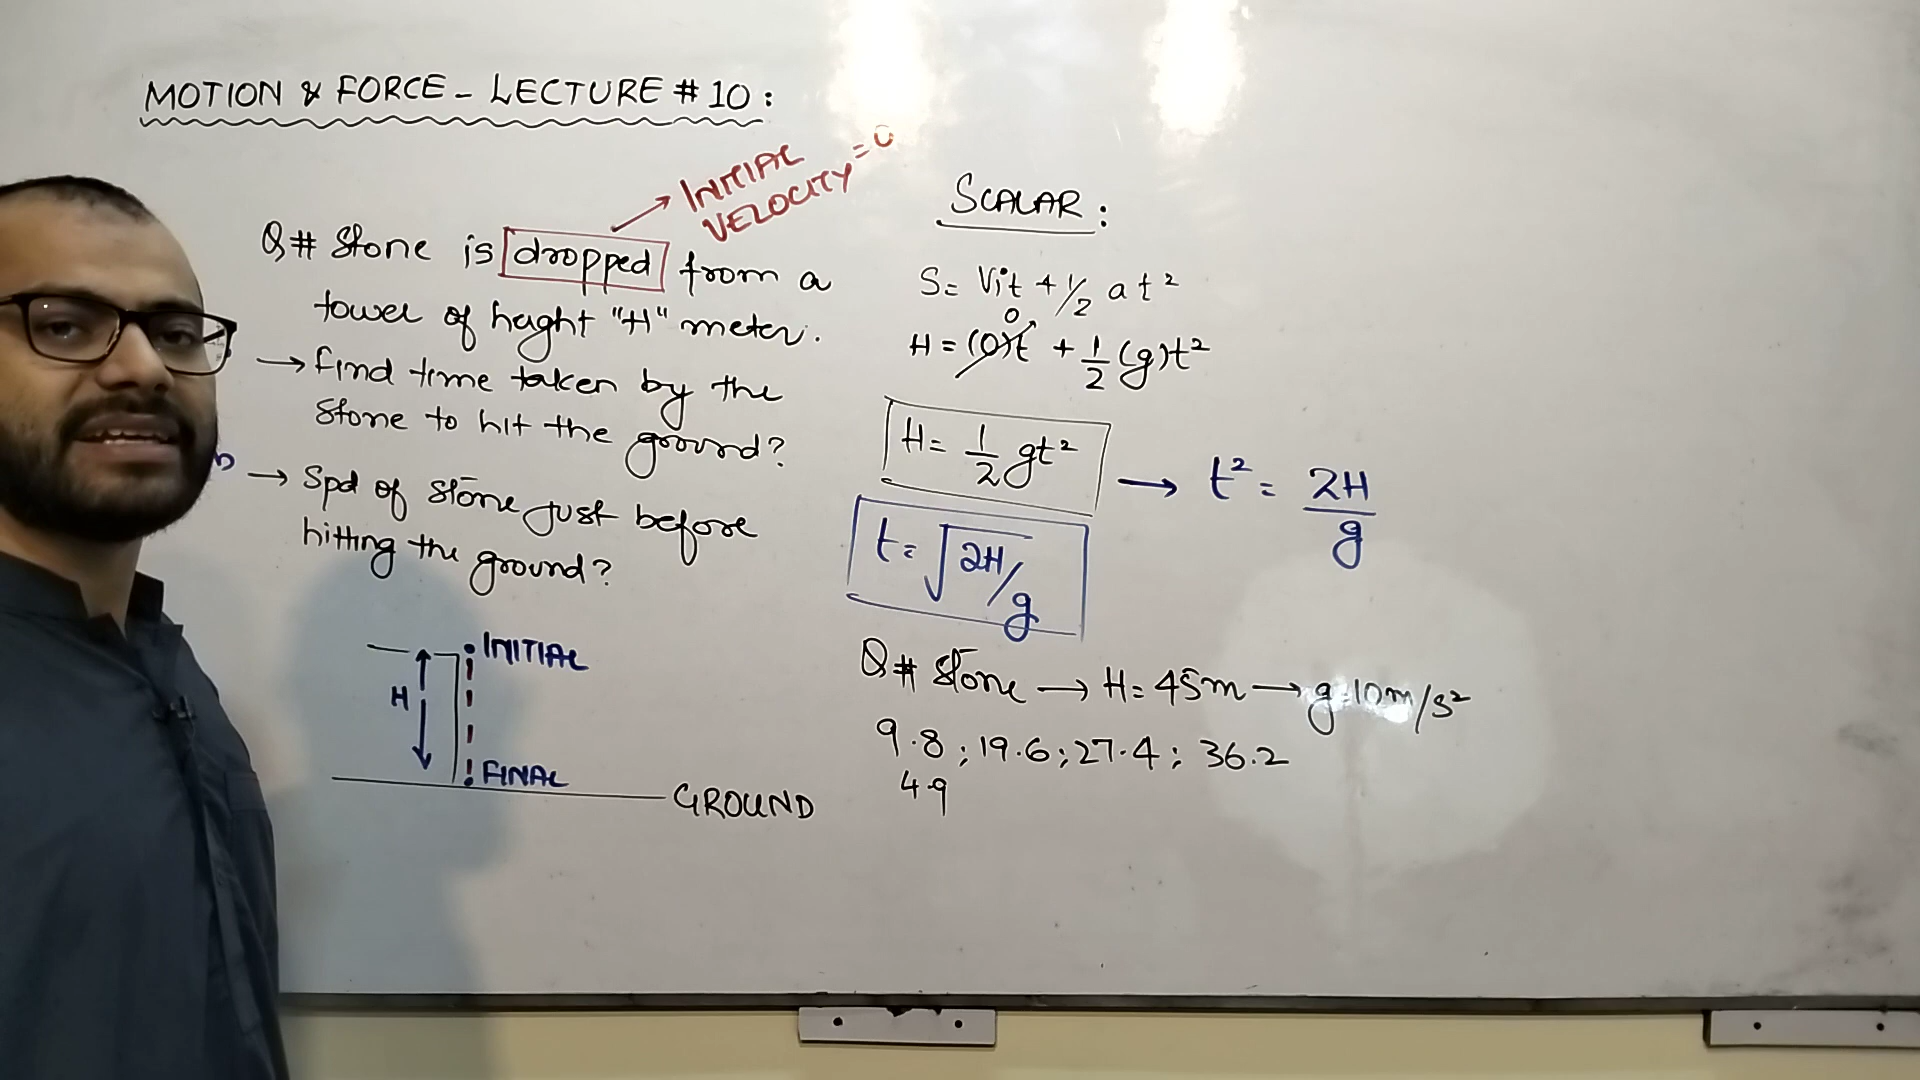 MOTION & FORCE - LECTURE # 10 :
INITIAL
VELOCITY = 0
Q# Stone is dropped from a
tower of height "H" meter.
→ Find time taken by the
stone to hit the ground?
→ Spd of stone just before
hitting the ground?
INITIAL
H
FINAL
GROUND
SCALAR :
S = Vit + 1/2 at²
0
H = (0)t + 1/2 (g)t²
H = 1/2 gt² → t² = 2H/g
t = √2H/g
Q# Stone → H = 45m → g = 10m/s²
9.8 ; 19.6 ; 27.4 ; 36.2
4.9